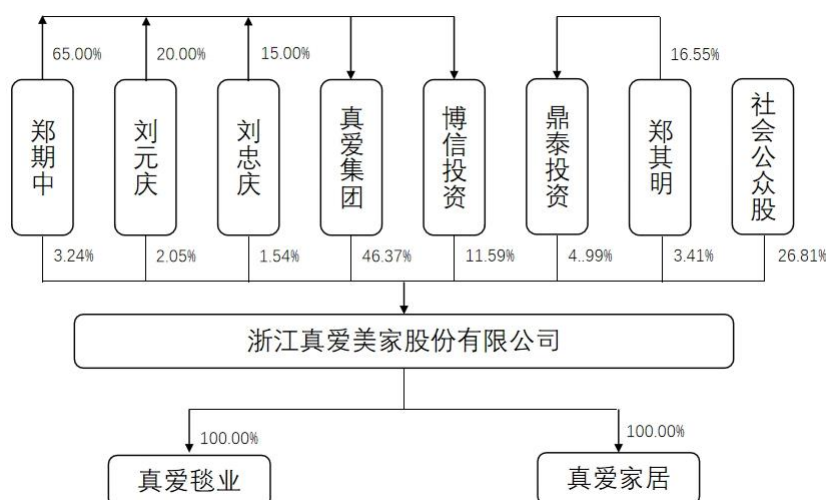 65.00%
20.00%
15.00%
16.55%
郑期中
刘元庆
刘忠庆
真爱集团
博信投资
鼎泰投资
郑其明
社会公众股
3.24%
2.05%
1.54%
46.37%
11.59%
4..99%
3.41%
26.81%
浙江真爱美家股份有限公司
100.00%
100.00%
真爱毯业
真爱家居